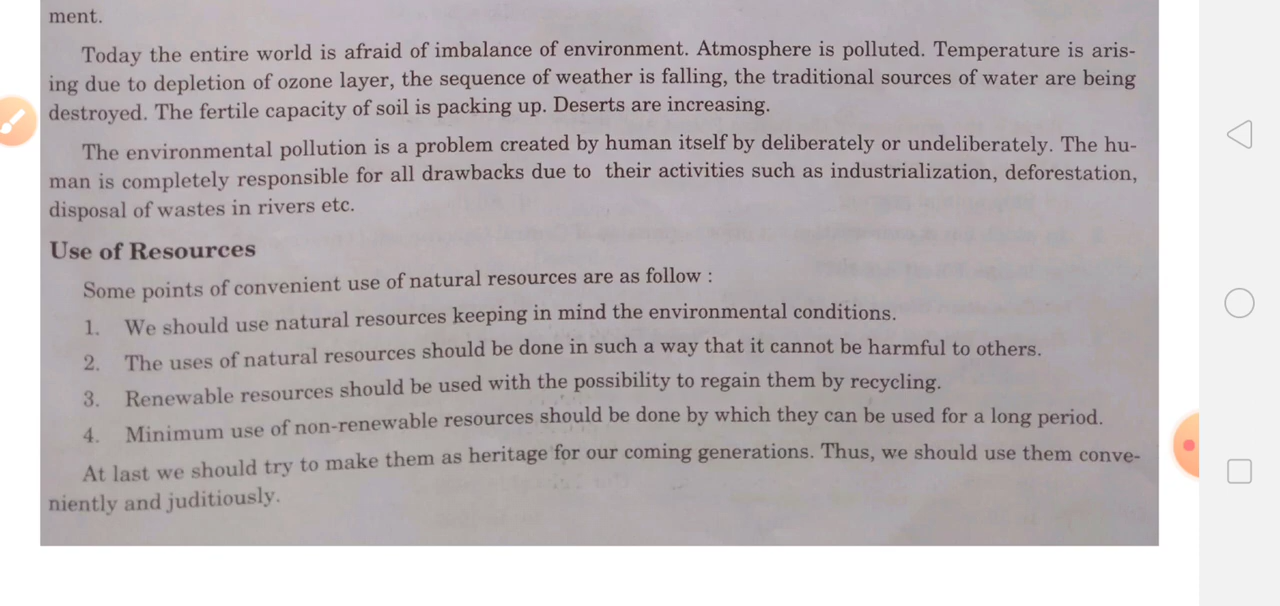 ment.
Today the entire world is afraid of imbalance of environment. Atmosphere is polluted. Temperature is aris-
ing due to depletion of ozone layer, the sequence of weather is falling, the traditional sources of water are being
destroyed. The fertile capacity of soil is packing up. Deserts are increasing.
The environmental pollution is a problem created by human itself by deliberately or undeliberately. The hu-
man is completely responsible for all drawbacks due to their activities such as industrialization, deforestation,
disposal of wastes in rivers etc.
Use of Resources
Some points of convenient use of natural resources are as follow :
1. We should use natural resources keeping in mind the environmental conditions.
2. The uses of natural resources should be done in such a way that it cannot be harmful to others.
3. Renewable resources should be used with the possibility to regain them by recycling.
4. Minimum use of non-renewable resources should be done by which they can be used for a long period.
At last we should try to make them as heritage for our coming generations. Thus, we should use them conve-
niently and juditiously.